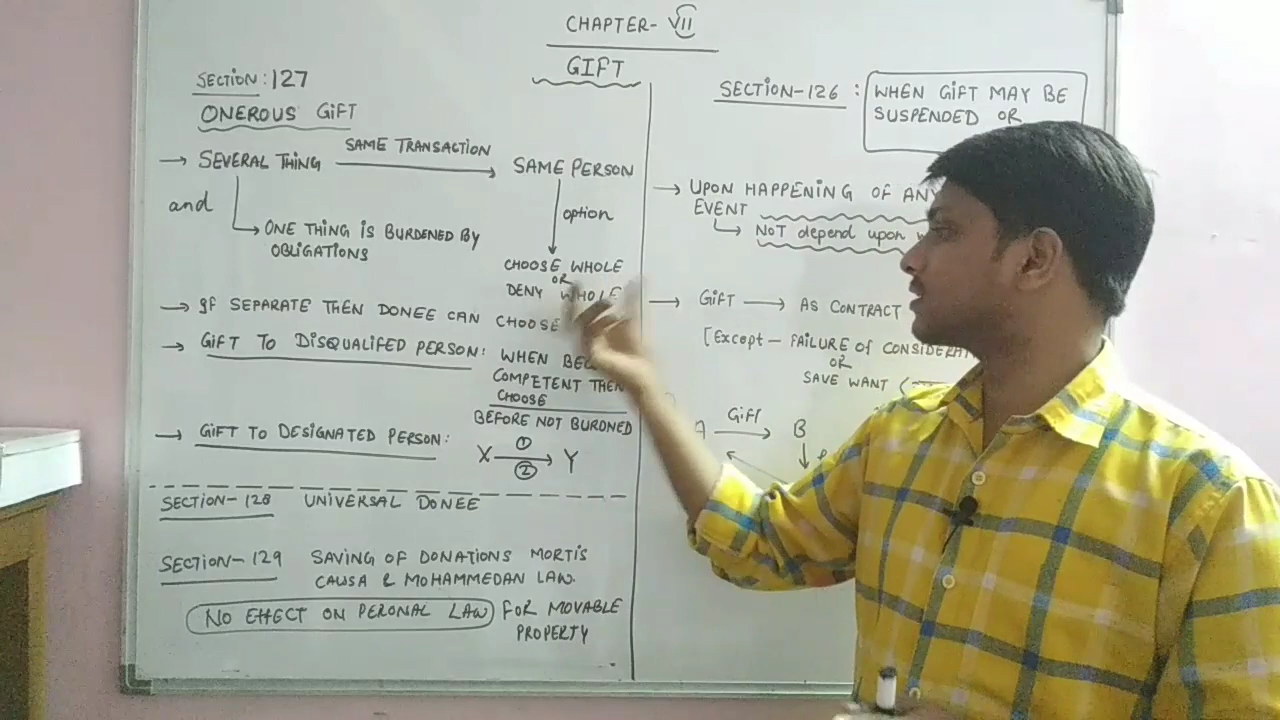 CHAPTER- VII
GIFT
SECTION: 127
ONEROUS GIFT
→ SEVERAL THING SAME TRANSACTION → SAME PERSON
and
↳ ONE THING IS BURDENED BY
OBLIGATIONS
option
CHOOSE WHOLE
OR
DENY WHOLE
→ IF SEPARATE THEN DONEE CAN CHOOSE
→ GIFT TO DISQUALIFED PERSON: WHEN
COMPETENT THEN
CHOOSE
BEFORE NOT BURDNED
→ GIFT TO DESIGNATED PERSON: X ① → ② Y
SECTION-128 UNIVERSAL DONEE
SECTION-129 SAVING OF DONATIONS MORTIS
CAUSA & MOHAMMEDAN LAW.
NO EFFECT ON PERONAL LAW FOR MOVABLE
PROPERTY
SECTION-126 : WHEN GIFT MAY BE
SUSPENDED OR
→ UPON HAPPENING OF
EVENT
↳ NOT depend upon
→ GIFT → AS CONTRACT
[Except - FAILURE OF
OR
SAVE WANT (
A GIFT → B